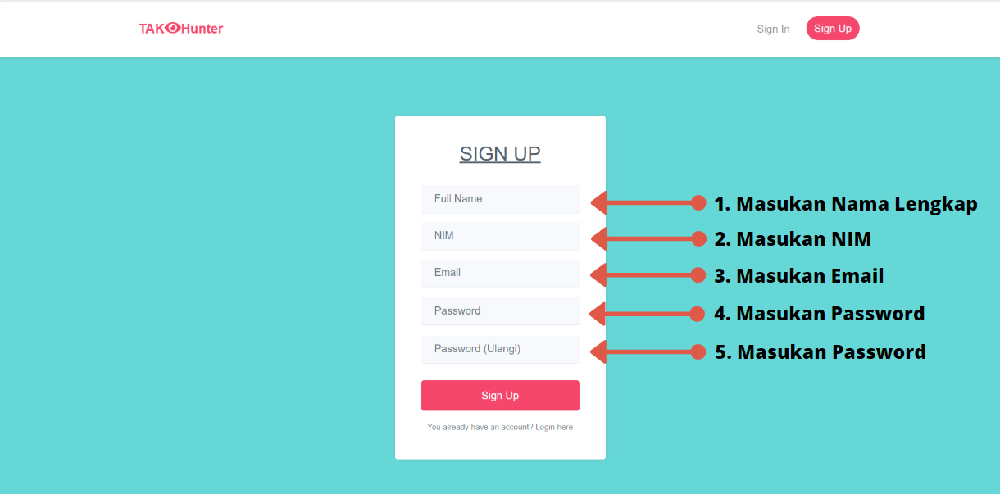 TAK Hunter
Sign In
Sign Up
SIGN UP
Full Name
1. Masukan Nama Lengkap
NIM
2. Masukan NIM
Email
3. Masukan Email
Password
4. Masukan Password
Password (Ulangi)
5. Masukan Password
Sign Up
You already have an account? Login here